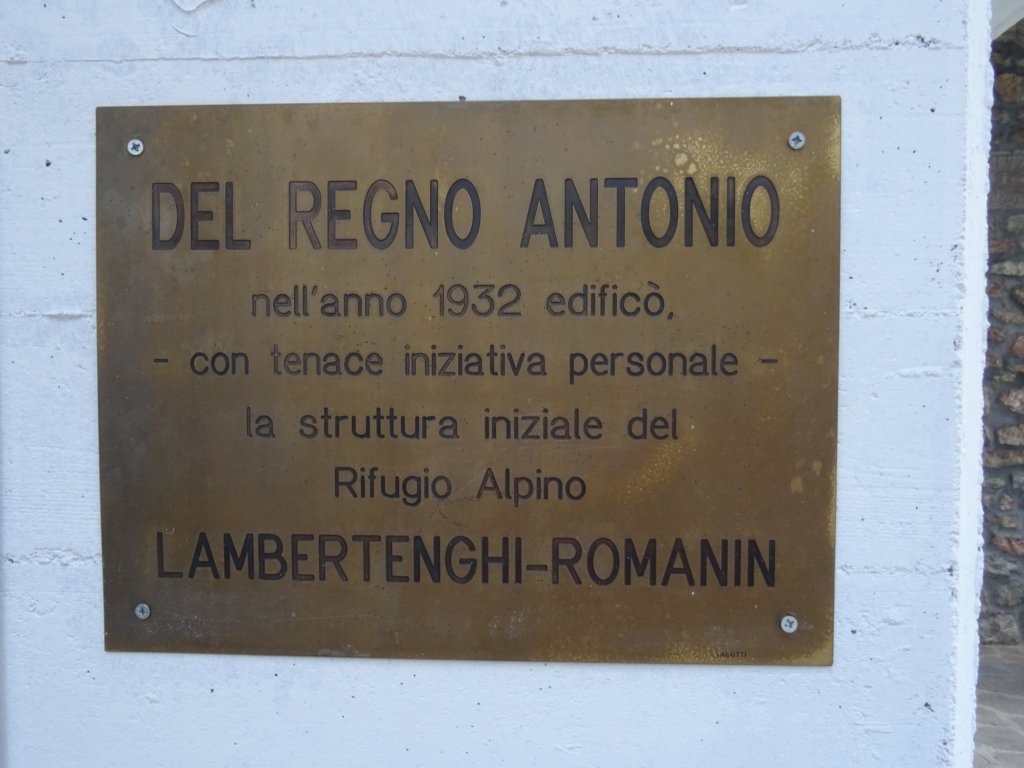 DEL REGNO ANTONIO
nell'anno 1932 edificò,
- con tenace iniziativa personale -
la struttura iniziale del
Rifugio Alpino
LAMBERTENGHI-ROMANIN